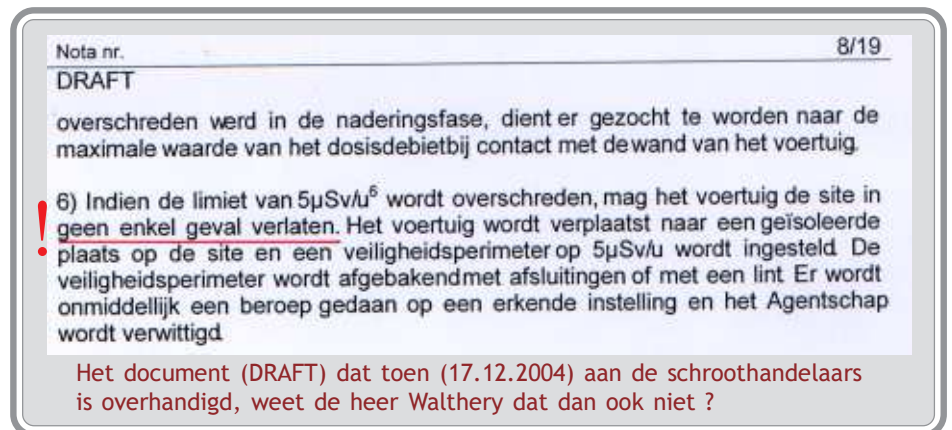 Nota nr. 8/19
DRAFT
overschreden werd in de naderingsfase, dient er gezocht te worden naar de
maximale waarde van het dosisdebietbij contact met dewand van het voertuig.
6) Indien de limiet van 5µSv/u⁶ wordt overschreden, mag het voertuig de site in
! geen enkel geval verlaten. Het voertuig wordt verplaatst naar een geïsoleerde
plaats op de site en een veiligheidsperimeter op 5µSv/u wordt ingesteld. De
veiligheidsperimeter wordt afgebakendmet afsluitingen of met een lint. Er wordt
onmiddellijk een beroep gedaan op een erkende instelling en het Agentschap
wordt verwittigd.
Het document (DRAFT) dat toen (17.12.2004) aan de schroothandelaars
is overhandigd, weet de heer Walthery dat dan ook niet ?